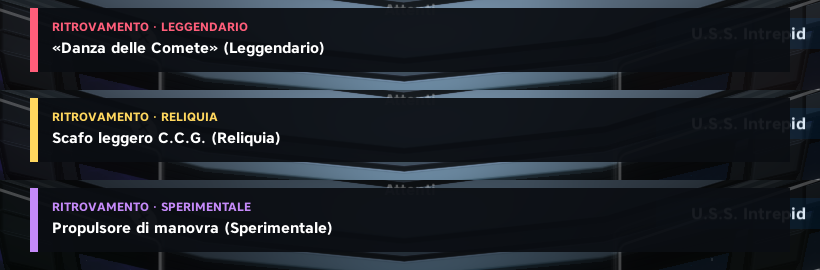 RITROVAMENTO · LEGGENDARIO
U.S.S. Intrepid
«Danza delle Comete» (Leggendario)
RITROVAMENTO · RELIQUIA
U.S.S. Intrepid
Scafo leggero C.C.G. (Reliquia)
RITROVAMENTO · SPERIMENTALE
U.S.S. Intrepid
Propulsore di manovra (Sperimentale)